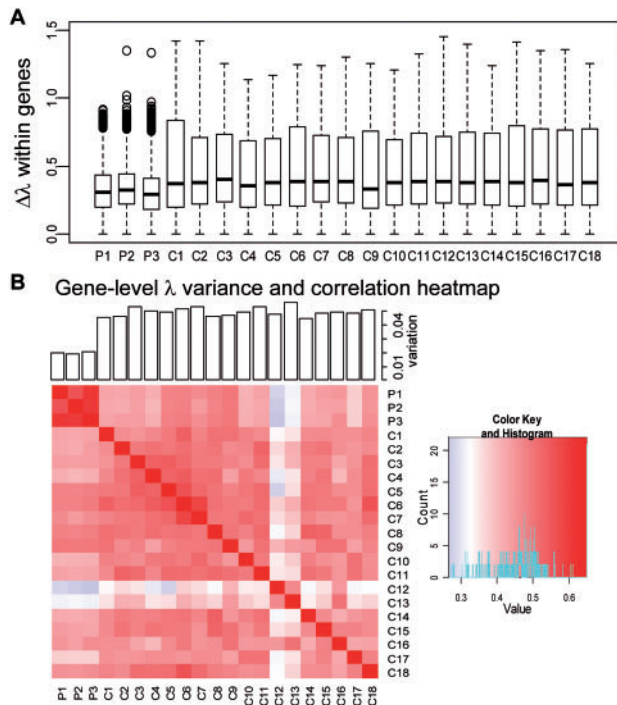 A
Δλ within genes
0.0 0.5 1.0 1.5
P1 P2 P3 C1 C2 C3 C4 C5 C6 C7 C8 C9 C10 C11 C12 C13 C14 C15 C16 C17 C18
B Gene-level λ variance and correlation heatmap
0.01 0.04
variation
P1
P2
P3
C1
C2
C3
C4
C5
C6
C7
C8
C9
C10
C11
C12
C13
C14
C15
C16
C17
C18
P1 P2 P3 C1 C2 C3 C4 C5 C6 C7 C8 C9 C10 C11 C12 C13 C14 C15 C16 C17 C18
Color Key
and Histogram
Count
0 5 10 15 20
0.3 0.4 0.5 0.6
Value